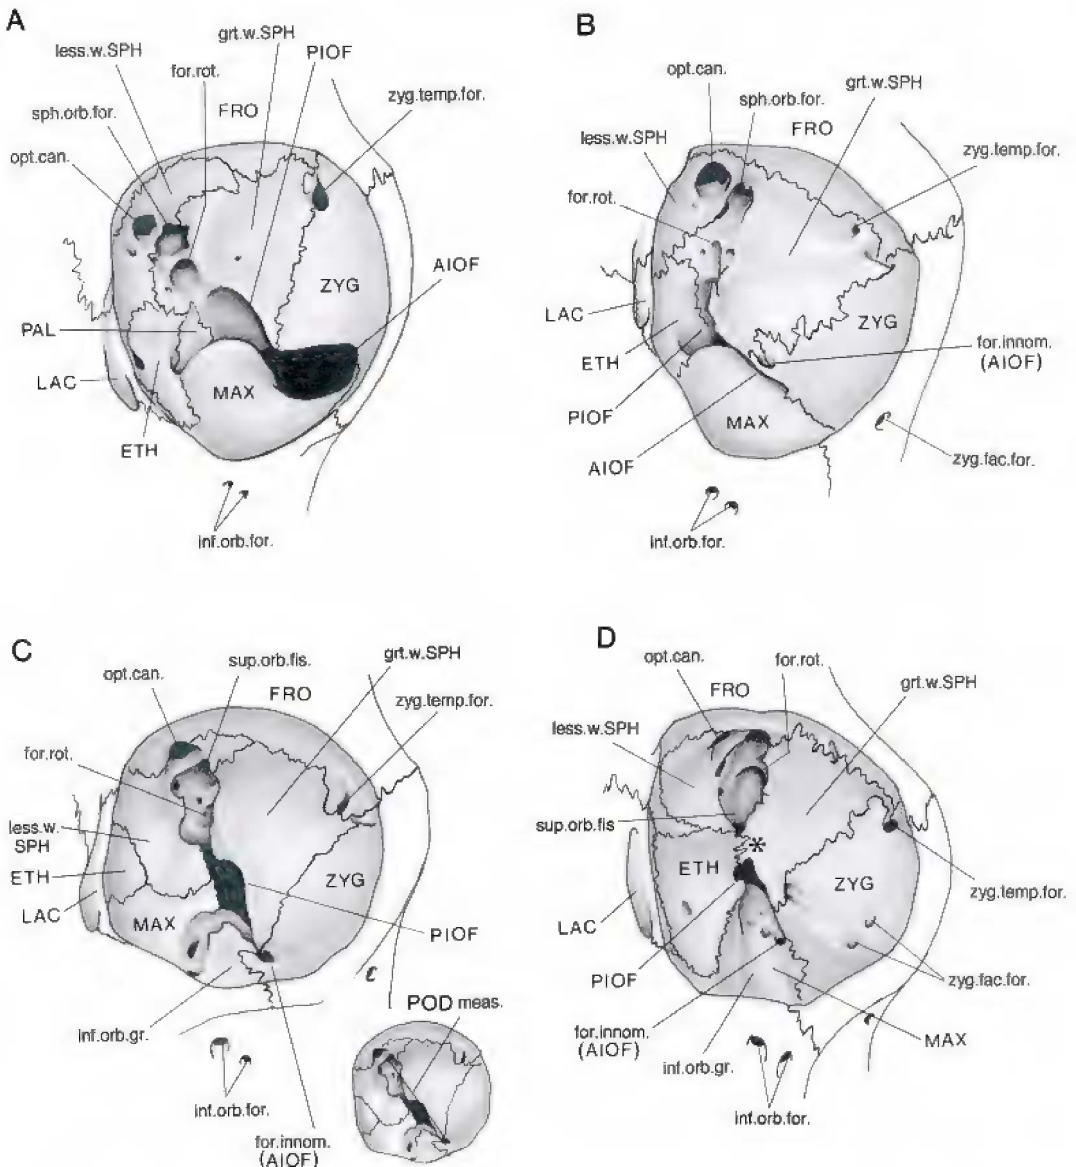 A
less.w.SPH
grt.w.SPH
PIOF
for.rot.
sph.orb.for.
FRO
zyg.temp.for.
opt.can.
AIOF
ZYG
PAL
LAC
MAX
ETH
inf.orb.for.
B
opt.can.
sph.orb.for.
grt.w.SPH
FRO
less.w.SPH
zyg.temp.for.
for.rot.
LAC
ZYG
ETH
for.innom.
(AIOF)
PIOF
MAX
AIOF
zyg.fac.for.
inf.orb.for.
C
opt.can.
sup.orb.fis.
grt.w.SPH
FRO
zyg.temp.for.
for.rot.
less.w.
SPH
ETH
ZYG
LAC
MAX
PIOF
POD meas.
inf.orb.gr.
inf.orb.for.
for.innom.
(AIOF)
D
opt.can.
for.rot.
FRO
grt.w.SPH
less.w.SPH
sup.orb.fis
*
ETH
ZYG
zyg.temp.for.
LAC
PIOF
zyg.fac.for.
for.innom.
(AIOF)
MAX
inf.orb.gr.
inf.orb.for.